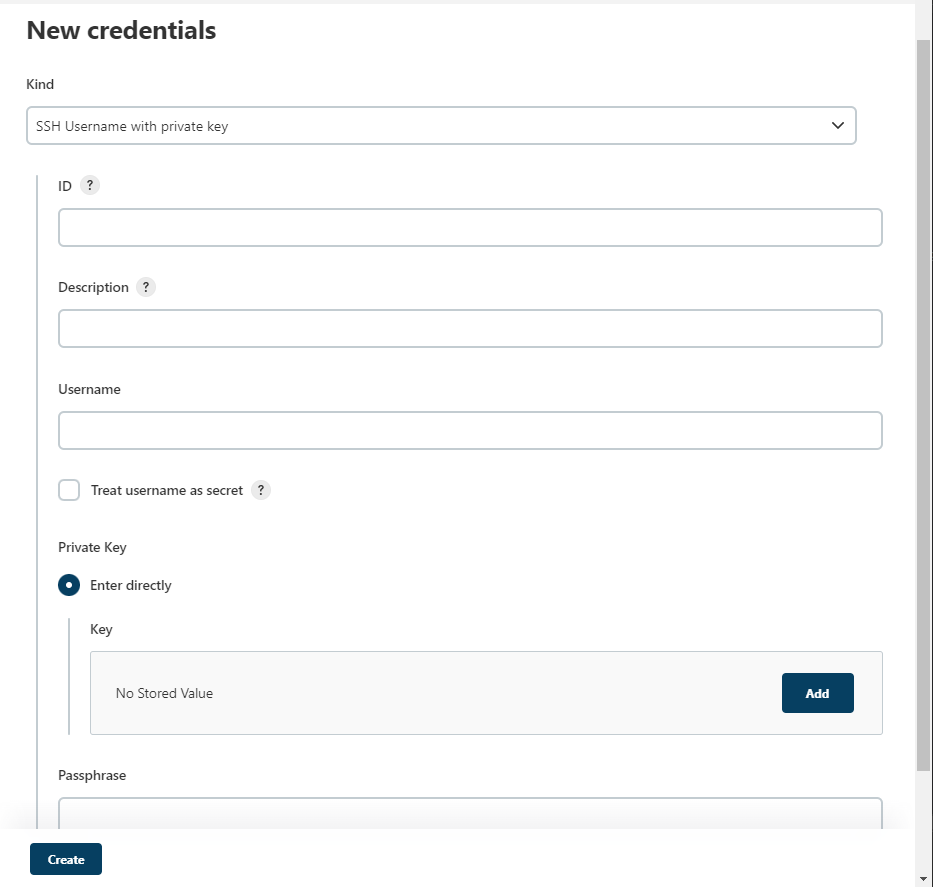 New credentials
Kind
SSH Username with private key
ID ?
Description ?
Username
Treat username as secret ?
Private Key
Enter directly
Key
No Stored Value
Add
Passphrase
Create